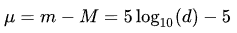 μ = m − M = 5 log₁₀(d) − 5